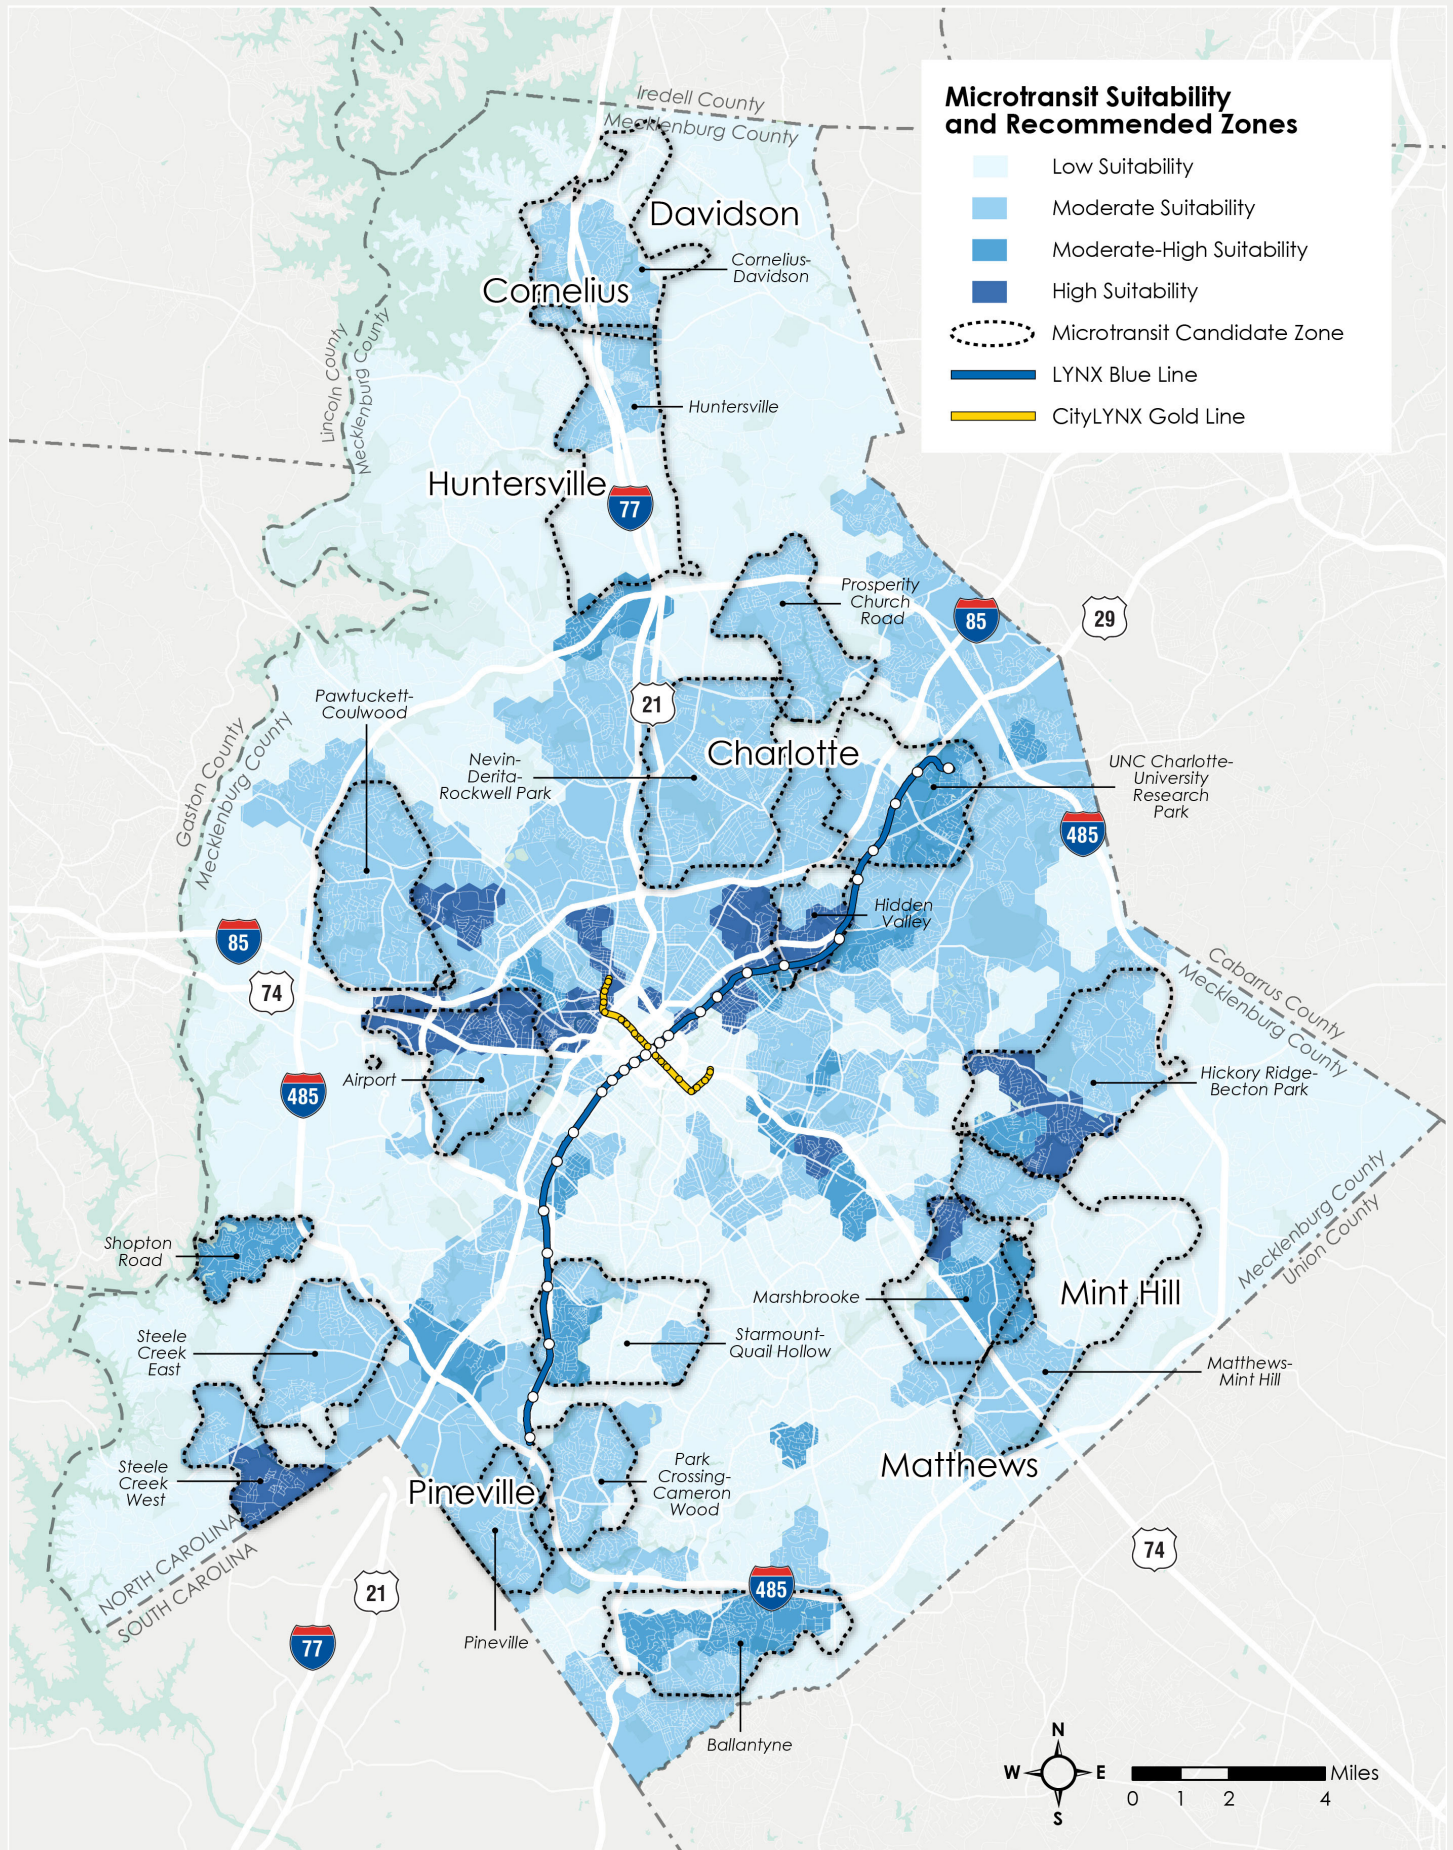 Microtransit Suitability
and Recommended Zones
Low Suitability
Moderate Suitability
Moderate-High Suitability
High Suitability
Microtransit Candidate Zone
LYNX Blue Line
CityLYNX Gold Line
Iredell County
Mecklenburg County
Davidson
Cornelius-
Davidson
Cornelius
Lincoln County
Mecklenburg County
Huntersville
Huntersville
77
Prosperity
Church
Road
85
29
Pawtuckett-
Coulwood
21
Gaston County
Mecklenburg County
Charlotte
Nevin-
Derita-
Rockwell Park
UNC Charlotte-
University
Research
Park
485
Hidden
Valley
85
74
Cabarrus County
Mecklenburg County
Airport
485
Hickory Ridge-
Becton Park
Mecklenburg County
Union County
Shopton
Road
Marshbrooke
Mint Hill
Steele
Creek
East
Starmount-
Quail Hollow
Matthews-
Mint Hill
Steele
Creek
West
Pineville
Park
Crossing-
Cameron
Wood
Matthews
NORTH CAROLINA
SOUTH CAROLINA
74
21
485
77
Pineville
Ballantyne
N
W
E
S
Miles
0
1
2
4